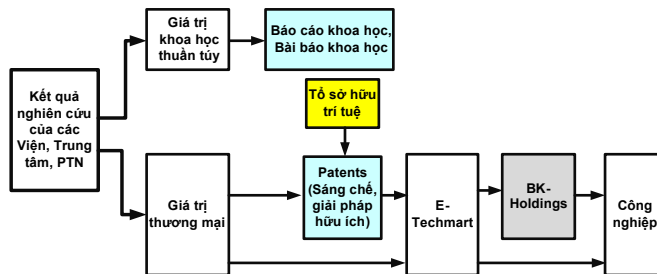 Giá trị
khoa học
thuần túy
Báo cáo khoa học,
Bài báo khoa học
Kết quả
nghiên cứu
của các
Viện, Trung
tâm, PTN
Tổ sở hữu
trí tuệ
Giá trị
thương mại
Patents
(Sáng chế,
giải pháp
hữu ích)
E-
Techmart
BK-
Holdings
Công
nghiệp